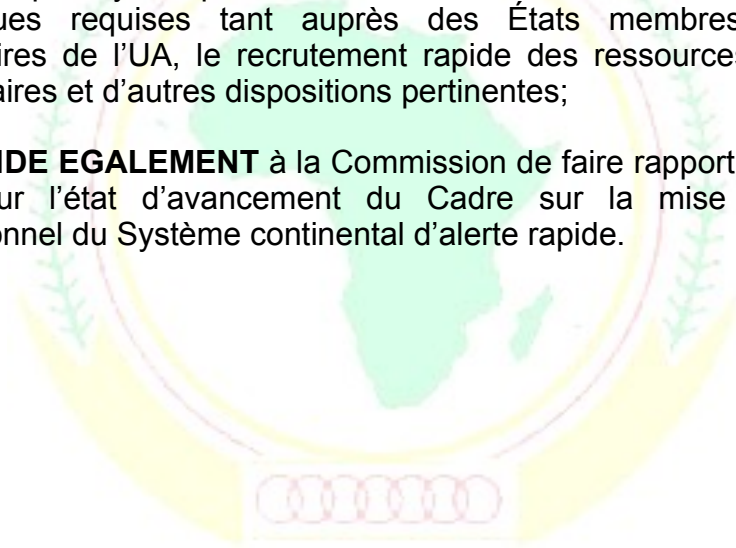 ues requises tant auprès des États membres
ires de l’UA, le recrutement rapide des ressources
aires et d’autres dispositions pertinentes;
NDE EGALEMENT à la Commission de faire rapport
ur l’état d’avancement du Cadre sur la mise
onnel du Système continental d’alerte rapide.